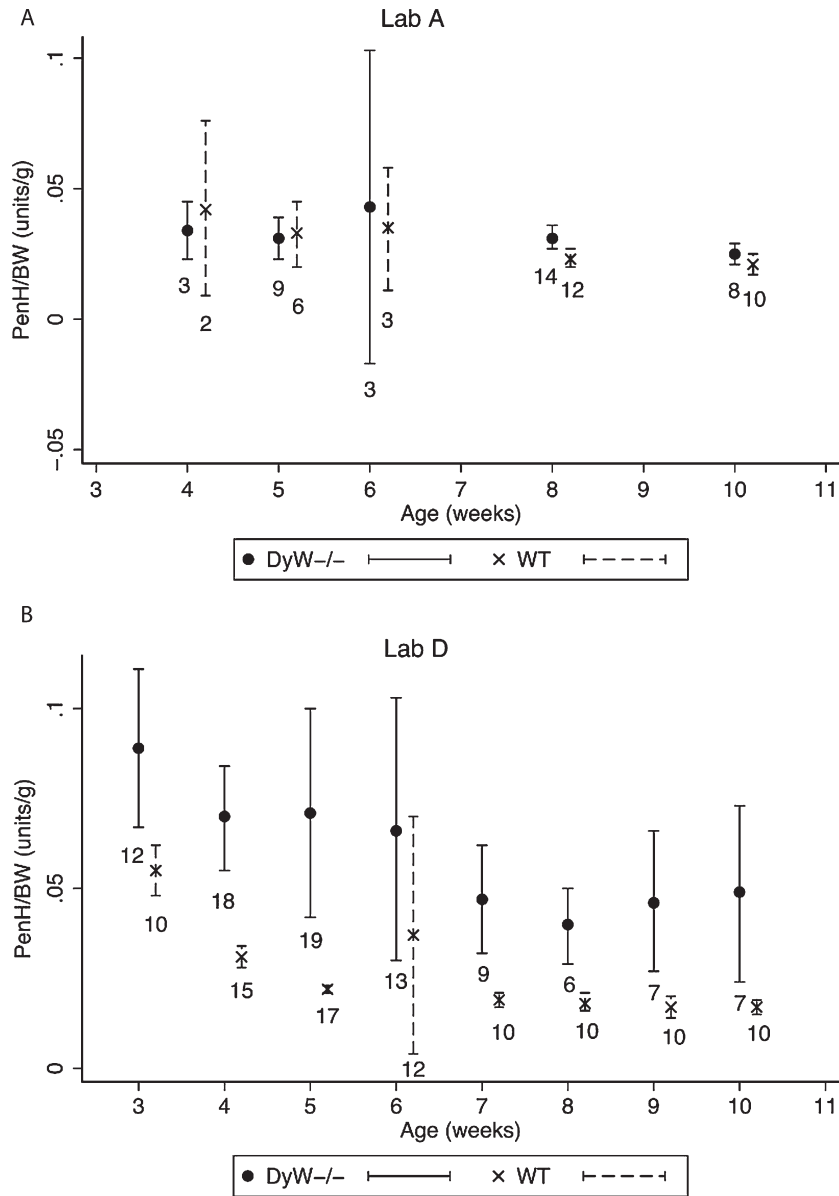 A
Lab A
PenH/BW (units/g)
.1
.05
0
-.05
3 2 9 6 3 3 14 12 8 10
3 4 5 6 7 8 9 10 11
Age (weeks)
DyW-/- WT
B
Lab D
PenH/BW (units/g)
.1
.05
0
12 10 18 15 19 17 13 12 9 10 6 10 7 10 7 10
3 4 5 6 7 8 9 10 11
Age (weeks)
DyW-/- WT